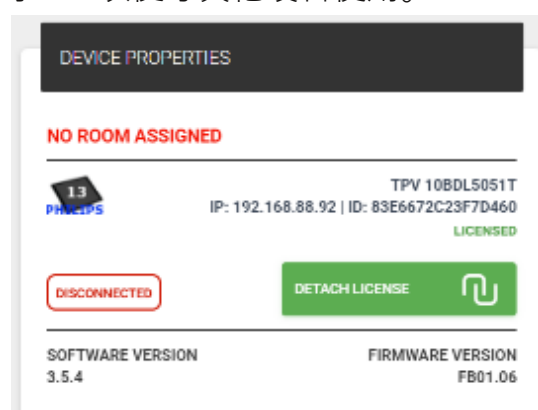 DEVICE PROPERTIES
NO ROOM ASSIGNED
13
PHILIPS
TPV 10BDL5051T
IP: 192.168.88.92 | ID: 83E6672C23F7D460
LICENSED
DISCONNECTED
DETACH LICENSE
SOFTWARE VERSION
3.5.4
FIRMWARE VERSION
FB01.06